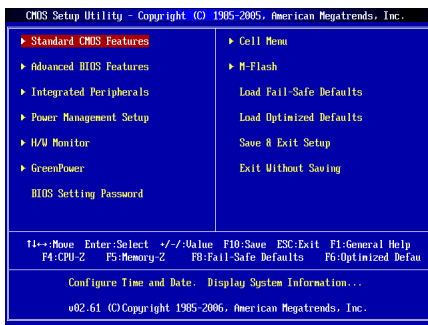 CMOS Setup Utility - Copyright (C) 1985-2005, American Megatrends, Inc.
▶ Standard CMOS Features
▶ Advanced BIOS Features
▶ Integrated Peripherals
▶ Power Management Setup
▶ H/W Monitor
▶ GreenPower
BIOS Setting Password
▶ Cell Menu
▶ M-Flash
Load Fail-Safe Defaults
Load Optimized Defaults
Save & Exit Setup
Exit Without Saving
↑↓←→:Move Enter:Select +/-/:Value F10:Save ESC:Exit F1:General Help
F4:CPU-Z F5:Memory-Z F8:Fail-Safe Defaults F6:Optimized Defau
Configure Time and Date. Display System Information...
v02.61 (C)Copyright 1985-2006, American Megatrends, Inc.